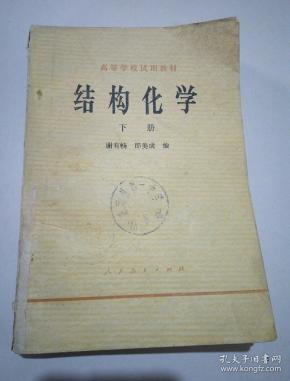 高等学校试用教材
结构化学
下册
谢有畅 邵美成 编
人民教育出版社
孔夫子旧书网